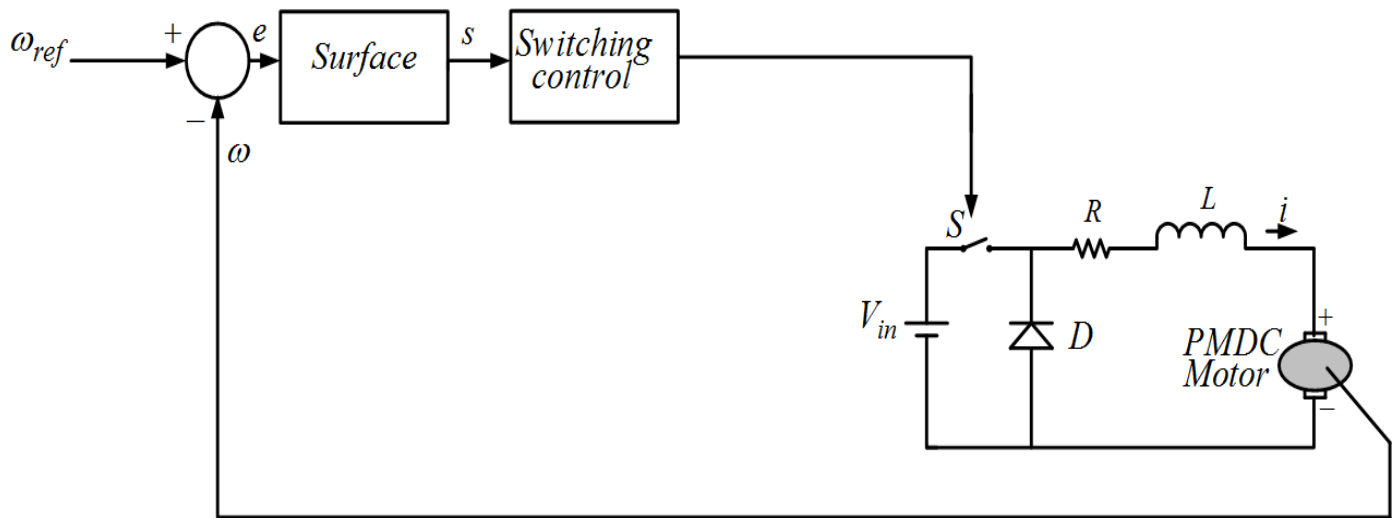 ω_ref
+
e
Surface
s
Switching
control
−
ω
S
R
L
i
V_in
D
PMDC
Motor
+
−